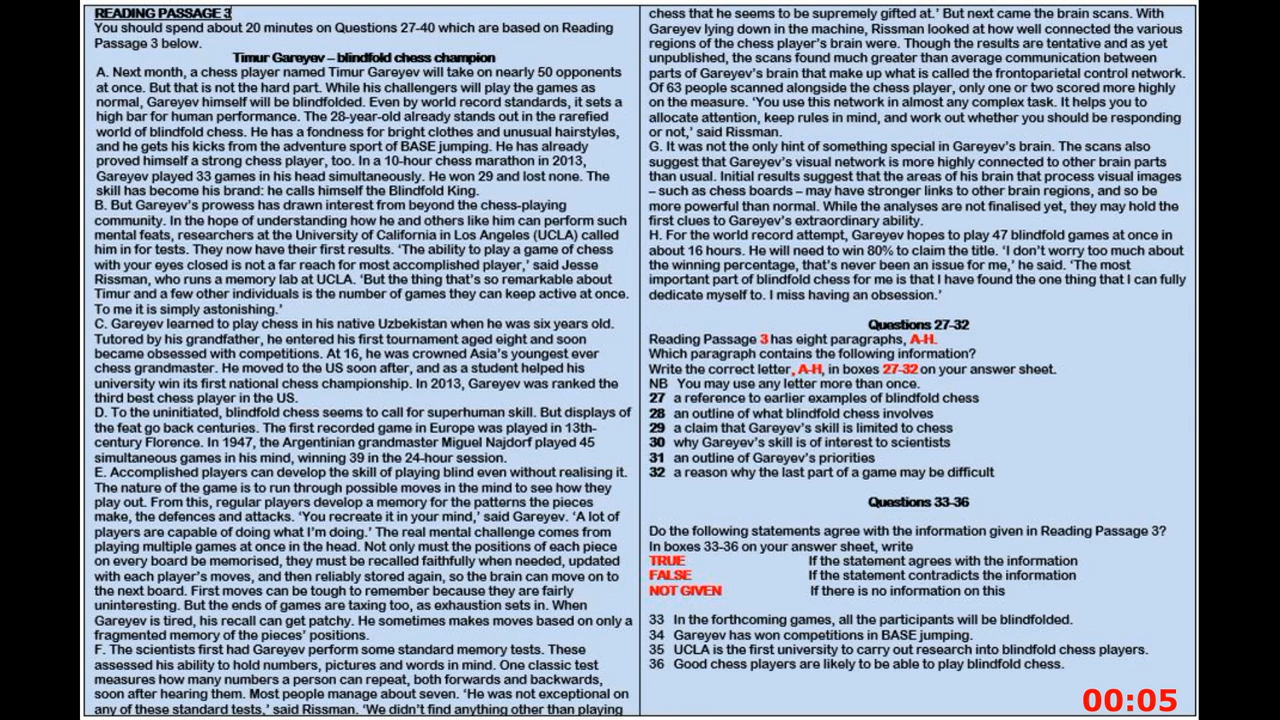 READING PASSAGE 3
You should spend about 20 minutes on Questions 27-40 which are based on Reading
Passage 3 below.
Timur Gareyev – blindfold chess champion
A. Next month, a chess player named Timur Gareyev will take on nearly 50 opponents
at once. But that is not the hard part. While his challengers will play the games as
normal, Gareyev himself will be blindfolded. Even by world record standards, it sets a
high bar for human performance. The 28-year-old already stands out in the rarefied
world of blindfold chess. He has a fondness for bright clothes and unusual hairstyles,
and he gets his kicks from the adventure sport of BASE jumping. He has already
proved himself a strong chess player, too. In a 10-hour chess marathon in 2013,
Gareyev played 33 games in his head simultaneously. He won 29 and lost none. The
skill has become his brand: he calls himself the Blindfold King.
B. But Gareyev's prowess has drawn interest from beyond the chess-playing
community. In the hope of understanding how he and others like him can perform such
mental feats, researchers at the University of California in Los Angeles (UCLA) called
him in for tests. They now have their first results. 'The ability to play a game of chess
with your eyes closed is not a far reach for most accomplished player,' said Jesse
Rissman, who runs a memory lab at UCLA. 'But the thing that's so remarkable about
Timur and a few other individuals is the number of games they can keep active at once.
To me it is simply astonishing.'
C. Gareyev learned to play chess in his native Uzbekistan when he was six years old.
Tutored by his grandfather, he entered his first tournament aged eight and soon
became obsessed with competitions. At 16, he was crowned Asia's youngest ever
chess grandmaster. He moved to the US soon after, and as a student helped his
university win its first national chess championship. In 2013, Gareyev was ranked the
third best chess player in the US.
D. To the uninitiated, blindfold chess seems to call for superhuman skill. But displays of
the feat go back centuries. The first recorded game in Europe was played in 13th-
century Florence. In 1947, the Argentinian grandmaster Miguel Najdorf played 45
simultaneous games in his mind, winning 39 in the 24-hour session.
E. Accomplished players can develop the skill of playing blind even without realising it.
The nature of the game is to run through possible moves in the mind to see how they
play out. From this, regular players develop a memory for the patterns the pieces
make, the defences and attacks. 'You recreate it in your mind,' said Gareyev. 'A lot of
players are capable of doing what I'm doing.' The real mental challenge comes from
playing multiple games at once in the head. Not only must the positions of each piece
on every board be memorised, they must be recalled faithfully when needed, updated
with each player's moves, and then reliably stored again, so the brain can move on to
the next board. First moves can be tough to remember because they are fairly
uninteresting. But the ends of games are taxing too, as exhaustion sets in. When
Gareyev is tired, his recall can get patchy. He sometimes makes moves based on only a
fragmented memory of the pieces' positions.
F. The scientists first had Gareyev perform some standard memory tests. These
assessed his ability to hold numbers, pictures and words in mind. One classic test
measures how many numbers a person can repeat, both forwards and backwards,
soon after hearing them. Most people manage about seven. 'He was not exceptional on
any of these standard tests,' said Rissman. 'We didn't find anything other than playing
chess that he seems to be supremely gifted at.' But next came the brain scans. With
Gareyev lying down in the machine, Rissman looked at how well connected the various
regions of the chess player's brain were. Though the results are tentative and as yet
unpublished, the scans found much greater than average communication between
parts of Gareyev's brain that make up what is called the frontoparietal control network.
Of 63 people scanned alongside the chess player, only one or two scored more highly
on the measure. 'You use this network in almost any complex task. It helps you to
allocate attention, keep rules in mind, and work out whether you should be responding
or not,' said Rissman.
G. It was not the only hint of something special in Gareyev's brain. The scans also
suggest that Gareyev's visual network is more highly connected to other brain parts
than usual. Initial results suggest that the areas of his brain that process visual images
– such as chess boards – may have stronger links to other brain regions, and so be
more powerful than normal. While the analyses are not finalised yet, they may hold the
first clues to Gareyev's extraordinary ability.
H. For the world record attempt, Gareyev hopes to play 47 blindfold games at once in
about 16 hours. He will need to win 80% to claim the title. 'I don't worry too much about
the winning percentage, that's never been an issue for me,' he said. 'The most
important part of blindfold chess for me is that I have found the one thing that I can fully
dedicate myself to. I miss having an obsession.'
Questions 27-32
Reading Passage 3 has eight paragraphs, A-H.
Which paragraph contains the following information?
Write the correct letter, A-H, in boxes 27-32 on your answer sheet.
NB You may use any letter more than once.
27 a reference to earlier examples of blindfold chess
28 an outline of what blindfold chess involves
29 a claim that Gareyev's skill is limited to chess
30 why Gareyev's skill is of interest to scientists
31 an outline of Gareyev's priorities
32 a reason why the last part of a game may be difficult
Questions 33-36
Do the following statements agree with the information given in Reading Passage 3?
In boxes 33-36 on your answer sheet, write
TRUE If the statement agrees with the information
FALSE If the statement contradicts the information
NOT GIVEN If there is no information on this
33 In the forthcoming games, all the participants will be blindfolded.
34 Gareyev has won competitions in BASE jumping.
35 UCLA is the first university to carry out research into blindfold chess players.
36 Good chess players are likely to be able to play blindfold chess.
00:05